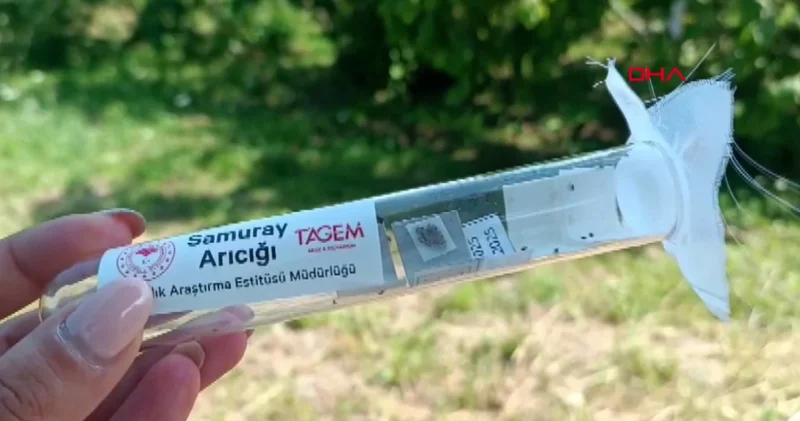 DHA
Samuray
Arıcığı
TAGEM
lık Araştırma Estitüsü Müdürlüğü
2025